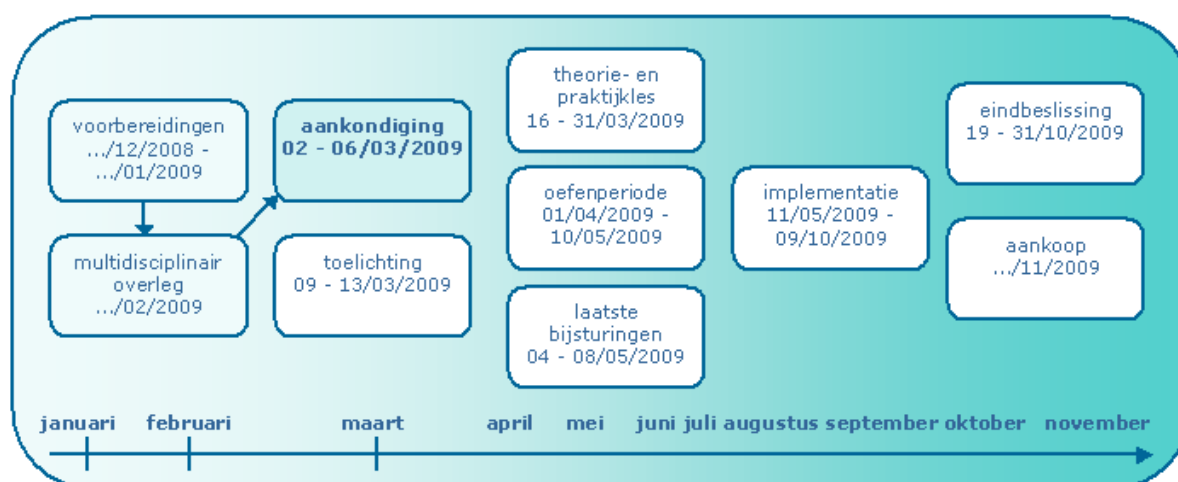 voorbereidingen
.../12/2008 -
.../01/2009
multidisciplinair
overleg
.../02/2009
aankondiging
02 - 06/03/2009
toelichting
09 - 13/03/2009
theorie- en
praktijkles
16 - 31/03/2009
oefenperiode
01/04/2009 -
10/05/2009
laatste
bijsturingen
04 - 08/05/2009
implementatie
11/05/2009 -
09/10/2009
eindbeslissing
19 - 31/10/2009
aankoop
.../11/2009
januari februari maart april mei juni juli augustus september oktober november